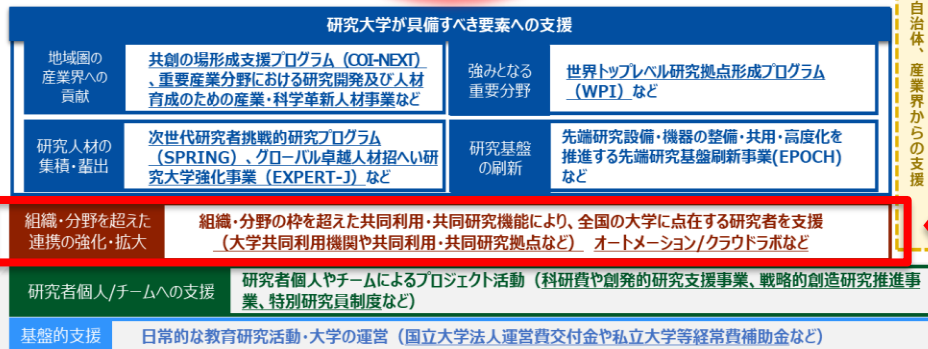 研究大学が具備すべき要素への支援
地域圏の
産業界への
貢献
共創の場形成支援プログラム（COI-NEXT）
、重要産業分野における研究開発及び人材
育成のための産業・科学革新人材事業など
強みとなる
重要分野
世界トップレベル研究拠点形成プログラム
（WPI）など
研究人材の
集積・輩出
次世代研究者挑戦的研究プログラム
（SPRING）、グローバル卓越人材招へい研
究大学強化事業（EXPERT-J）など
研究基盤
の刷新
先端研究設備・機器の整備・共用・高度化を
推進する先端研究基盤刷新事業(EPOCH)
など
組織・分野を超えた
連携の強化・拡大
組織・分野の枠を超えた共同利用・共同研究機能により、全国の大学に点在する研究者を支援
（大学共同利用機関や共同利用・共同研究拠点など） オートメーション/クラウドラボなど
研究者個人/チームへの支援
研究者個人やチームによるプロジェクト活動（科研費や創発的研究支援事業、戦略的創造研究推進事
業、特別研究員制度など）
基盤的支援
日常的な教育研究活動・大学の運営（国立大学法人運営費交付金や私立大学等経常費補助金など）
自治体、産業界からの支援